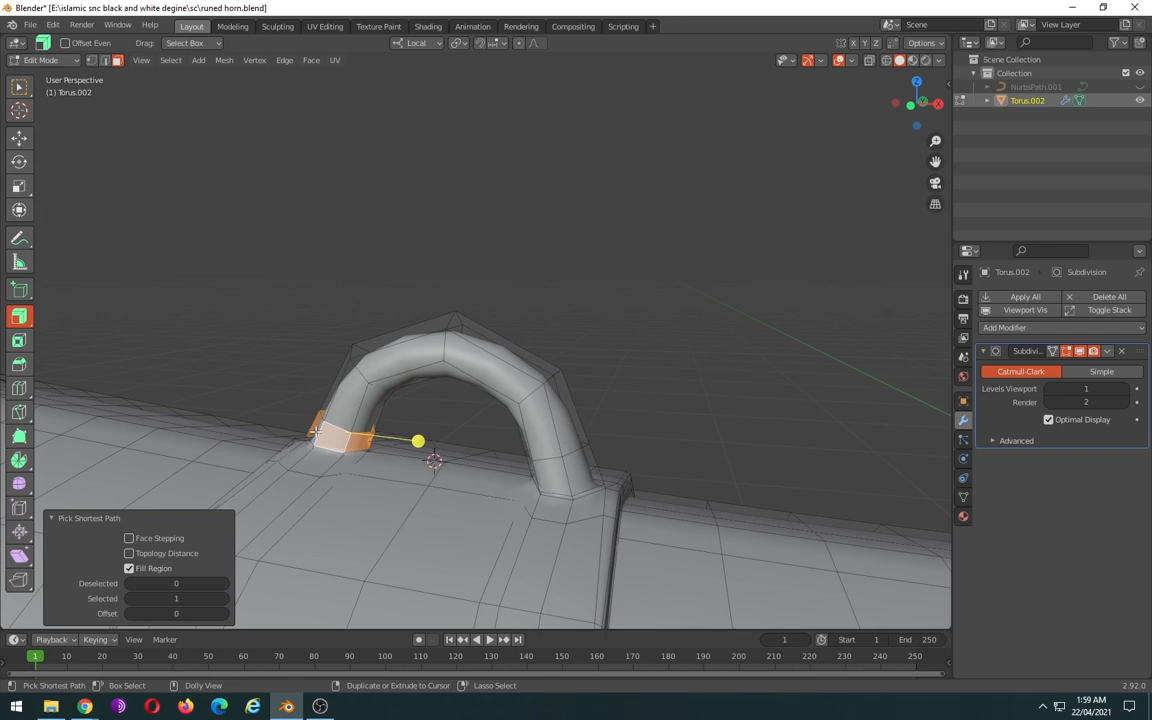 Blender* [E:\islamic snc black and white degine\sc\runed horn.blend]
File Edit Render Window Help Layout Modeling Sculpting UV Editing Texture Paint Shading Animation Rendering Compositing Scripting + Scene View Layer
Offset Even Drag: Select Box Local X Y Z Options
Edit Mode View Select Add Mesh Vertex Edge Face UV
User Perspective
(1) Torus.002
Z
X
Y
Scene Collection
Collection
NurbsPath.001
Torus.002
Torus.002 Subdivision
Apply All Delete All
Viewport Vis Toggle Stack
Add Modifier
Subdivi...
Catmull-Clark Simple
Levels Viewport 1
Render 2
Optimal Display
Advanced
Pick Shortest Path
Face Stepping
Topology Distance
Fill Region
Deselected 0
Selected 1
Offset 0
Playback Keying View Marker 1 Start 1 End 250
1 10 20 30 40 50 60 70 80 90 100 110 120 130 140 150 160 170 180 190 200 210 220 230 240 250
Pick Shortest Path Box Select Dolly View Duplicate or Extrude to Cursor Lasso Select 2.92.0
1:59 AM
22/04/2021